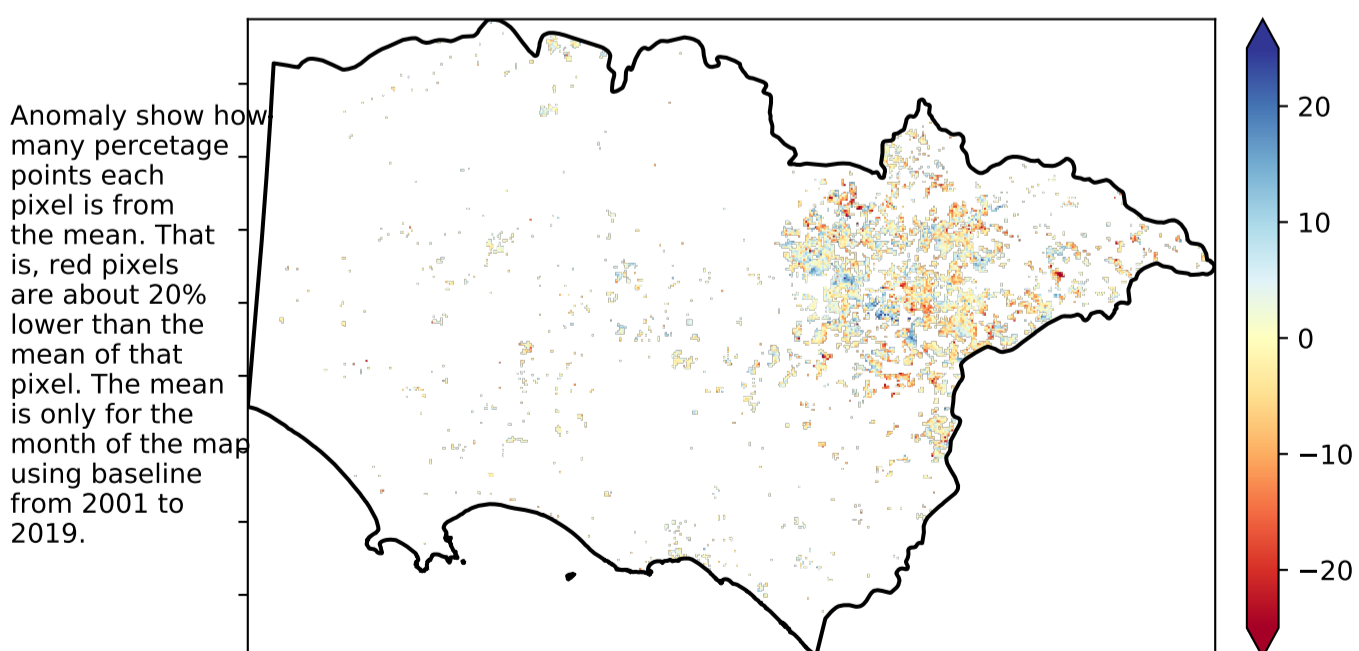 Anomaly show how
many percetage
points each
pixel is from
the mean. That
is, red pixels
are about 20%
lower than the
mean of that
pixel. The mean
is only for the
month of the map
using baseline
from 2001 to
2019.
20
10
0
−10
−20